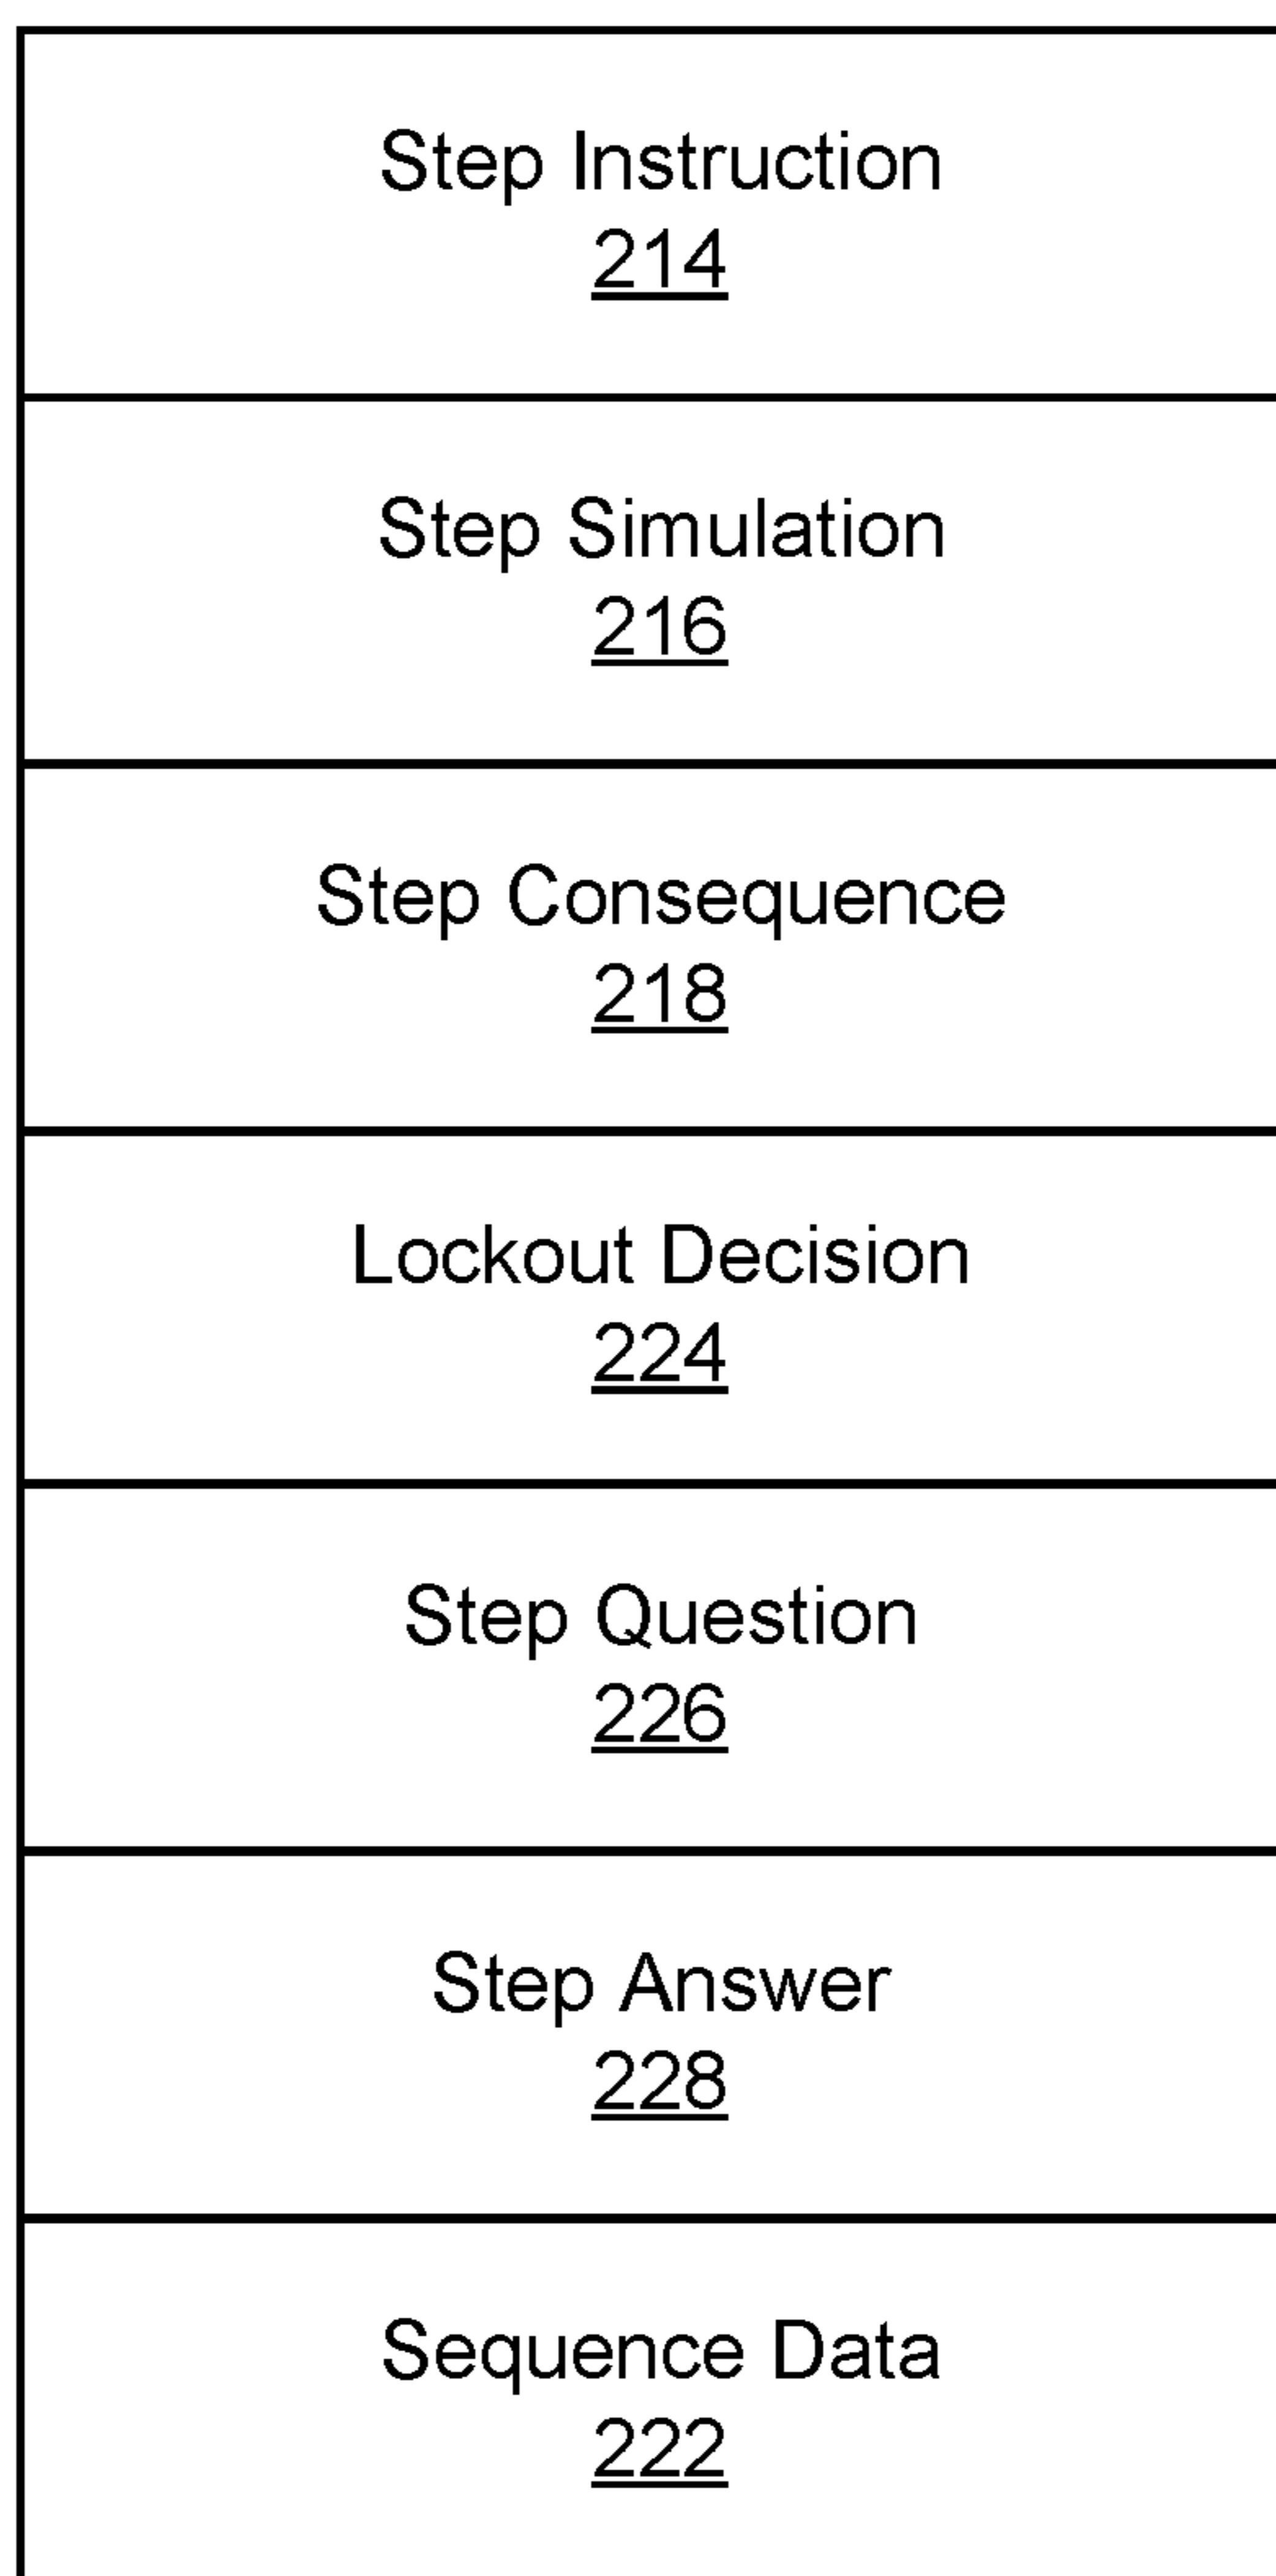 Step Instruction
214
Step Simulation
216
Step Consequence
218
Lockout Decision
224
Step Question
226
Step Answer
228
Sequence Data
222